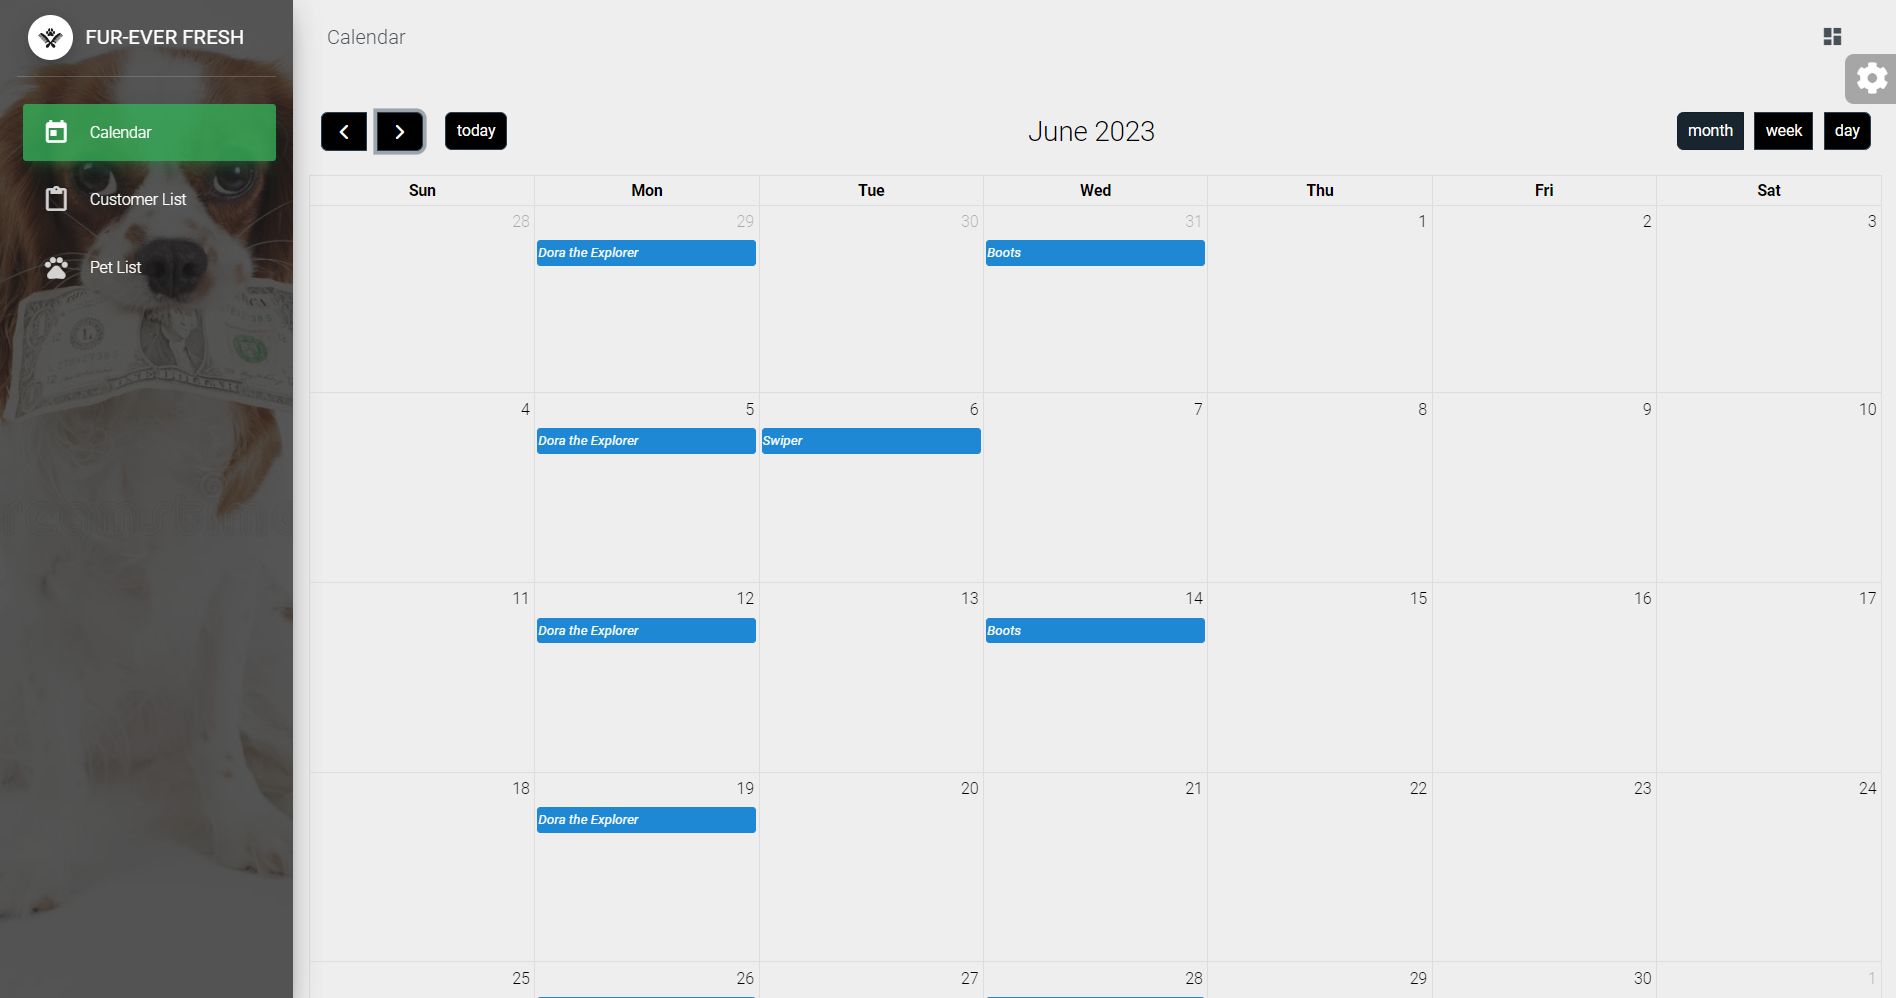 FUR-EVER FRESH
Calendar
Customer List
Pet List
Calendar
today
June 2023
month week day
Sun Mon Tue Wed Thu Fri Sat
28 29 30 31 1 2 3
Dora the Explorer Boots
4 5 6 7 8 9 10
Dora the Explorer Swiper
11 12 13 14 15 16 17
Dora the Explorer Boots
18 19 20 21 22 23 24
Dora the Explorer
25 26 27 28 29 30 1